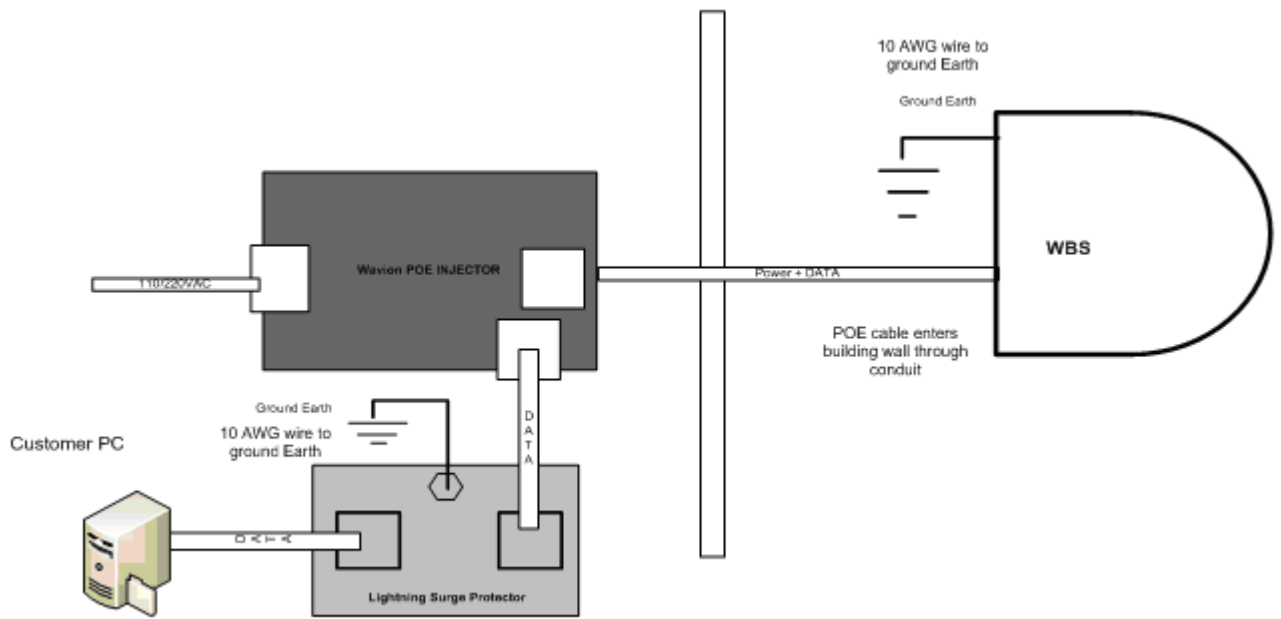 10 AWG wire to
ground Earth
Ground Earth
WBS
Wavion POE INJECTOR
110/220VAC
Power + DATA
POE cable enters
building wall through
conduit
Ground Earth
10 AWG wire to
ground Earth
DATA
Customer PC
DATA
Lightning Surge Protector